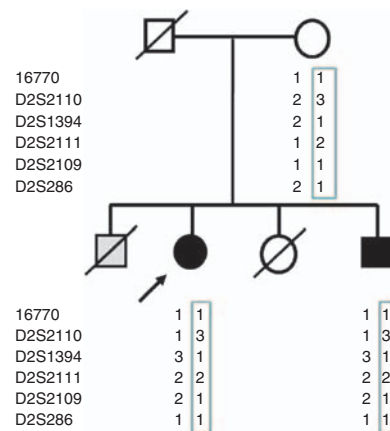 16770 1 1
D2S2110 2 3
D2S1394 2 1
D2S2111 1 2
D2S2109 1 1
D2S286 2 1
16770 1 1 1 1
D2S2110 1 3 1 3
D2S1394 3 1 3 1
D2S2111 2 2 2 2
D2S2109 2 1 2 1
D2S286 1 1 1 1